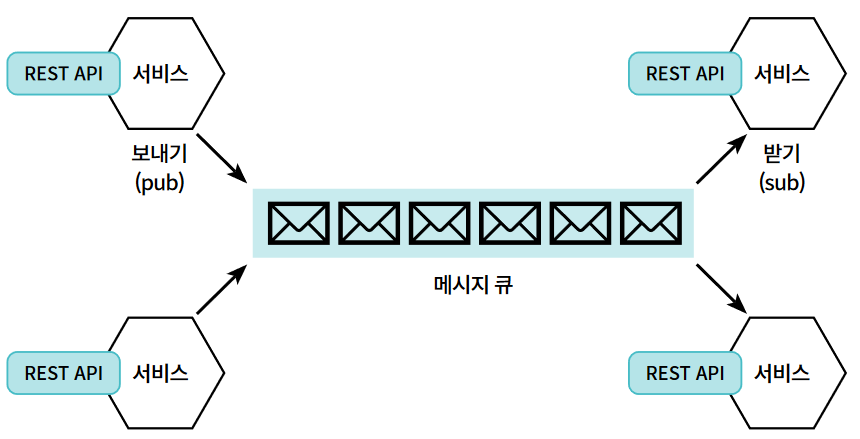 REST API
서비스
REST API
서비스
보내기
(pub)
받기
(sub)
메시지 큐
REST API
서비스
REST API
서비스